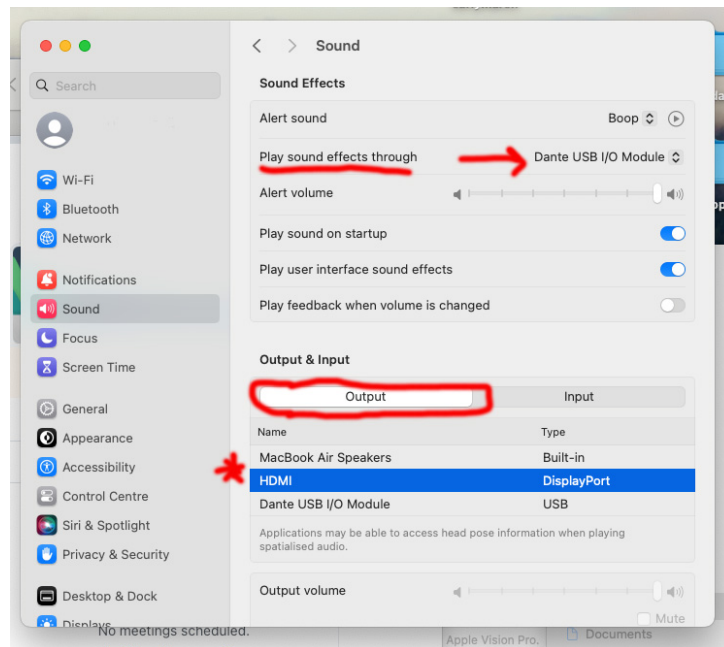 Sound
Search
Sound Effects
Alert sound Boop
Play sound effects through Dante USB I/O Module
Wi-Fi
Alert volume
Bluetooth
Network
Play sound on startup
Play user interface sound effects
Notifications
Sound
Play feedback when volume is changed
Focus
Screen Time
Output & Input
General
Output Input
Appearance
Name Type
Accessibility
MacBook Air Speakers Built-in
HDMI DisplayPort
Control Centre
Dante USB I/O Module USB
Siri & Spotlight
Applications may be able to access head pose information when playing
spatialised audio.
Privacy & Security
Desktop & Dock
Output volume
Displays
Mute
No meetings scheduled.
Apple Vision Pro.
Documents